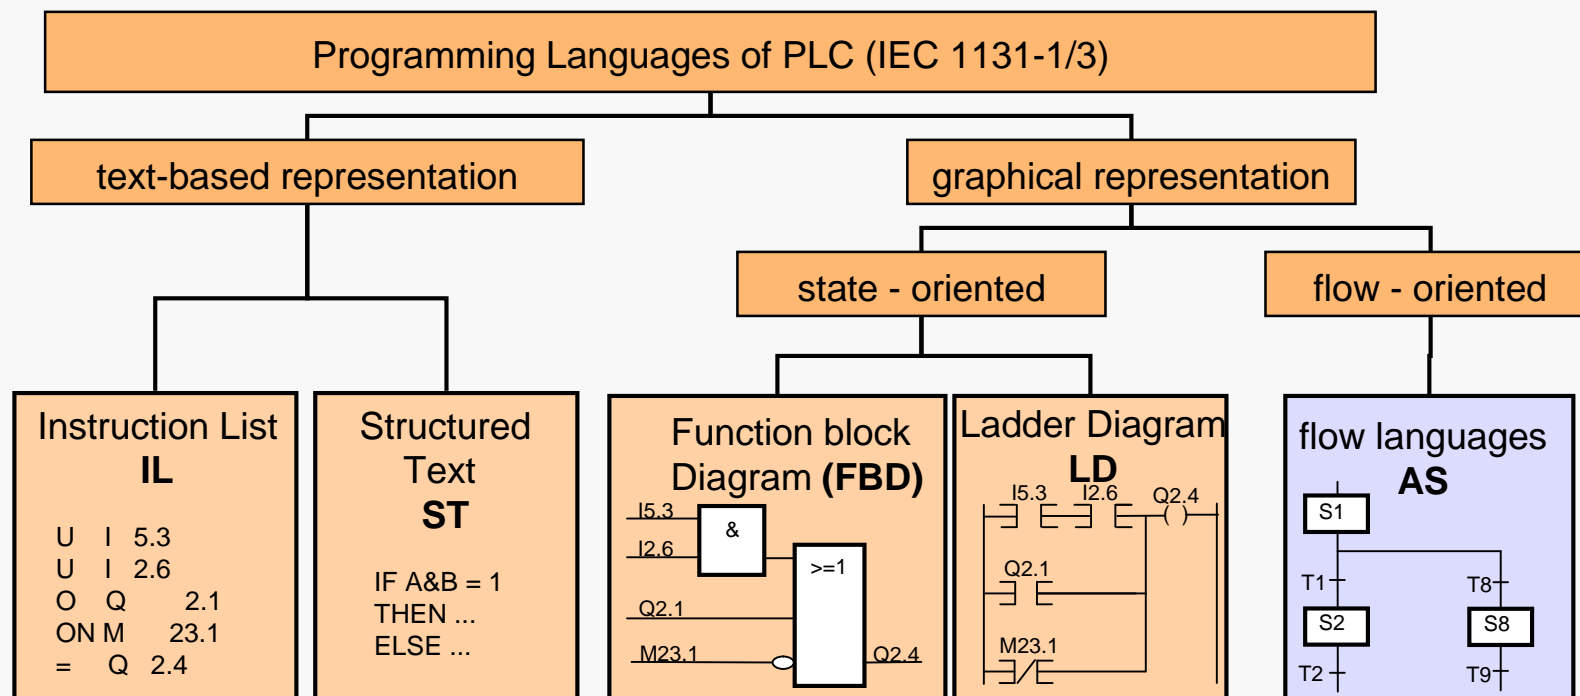 Programming Languages of PLC (IEC 1131-1/3)
text-based representation
graphical representation
state - oriented
flow - oriented
Instruction List
IL
U I 5.3
U I 2.6
O Q 2.1
ON M 23.1
= Q 2.4
Structured
Text
ST
IF A&B = 1
THEN ...
ELSE ...
Function block
Diagram (FBD)
I5.3
&
I2.6
>=1
Q2.1
M23.1
Q2.4
Ladder Diagram
LD
I5.3 I2.6 Q2.4
Q2.1
M23.1
flow languages
AS
S1
T1 T8
S2 S8
T2 T9